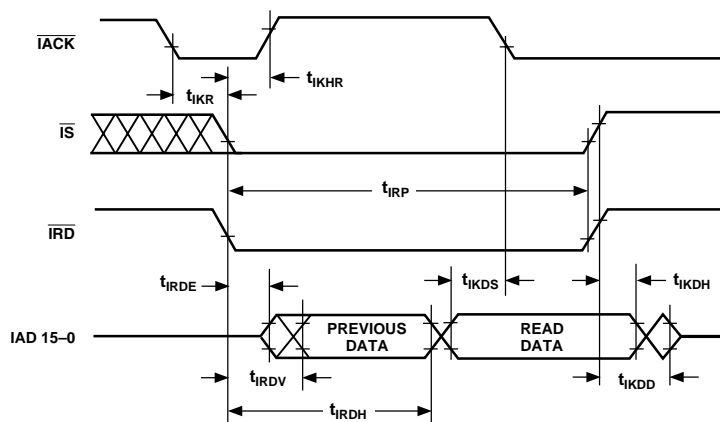 IACK
tIKHR
tIKR
IS
tIRP
IRD
tIRDE
tIKDS
tIKDH
IAD 15–0
PREVIOUS DATA
READ DATA
tIRDV
tIKDD
tIRDH